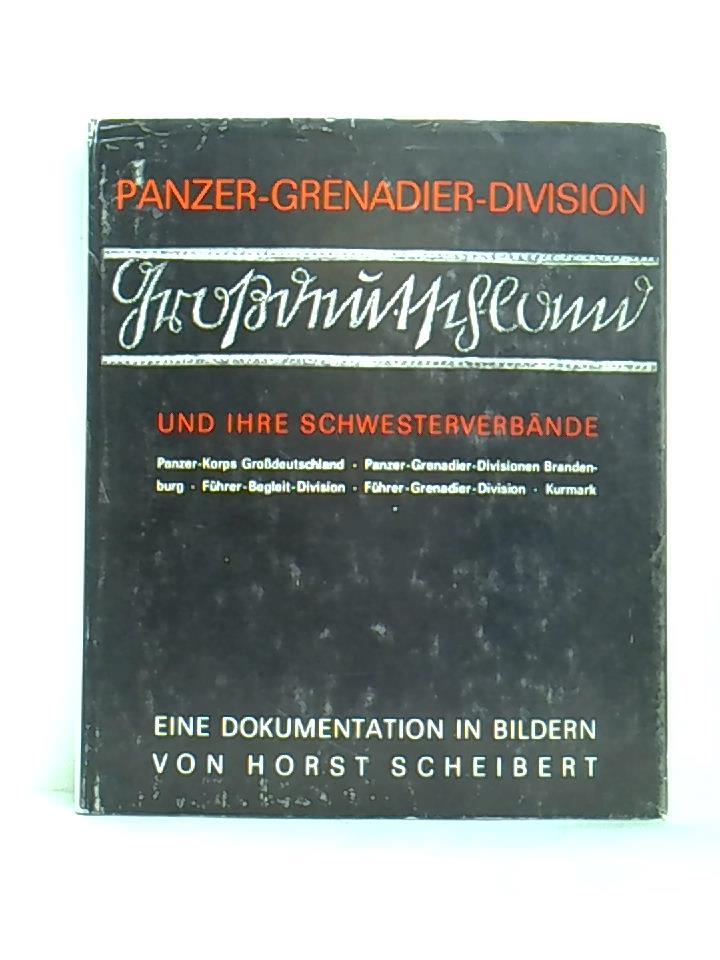 PANZER-GRENADIER-DIVISION
Großdeutschland
UND IHRE SCHWESTERVERBÄNDE
Panzer-Korps Großdeutschland · Panzer-Grenadier-Divisionen Branden-
burg · Führer-Begleit-Division · Führer-Grenadier-Division · Kurmark
EINE DOKUMENTATION IN BILDERN
VON HORST SCHEIBERT